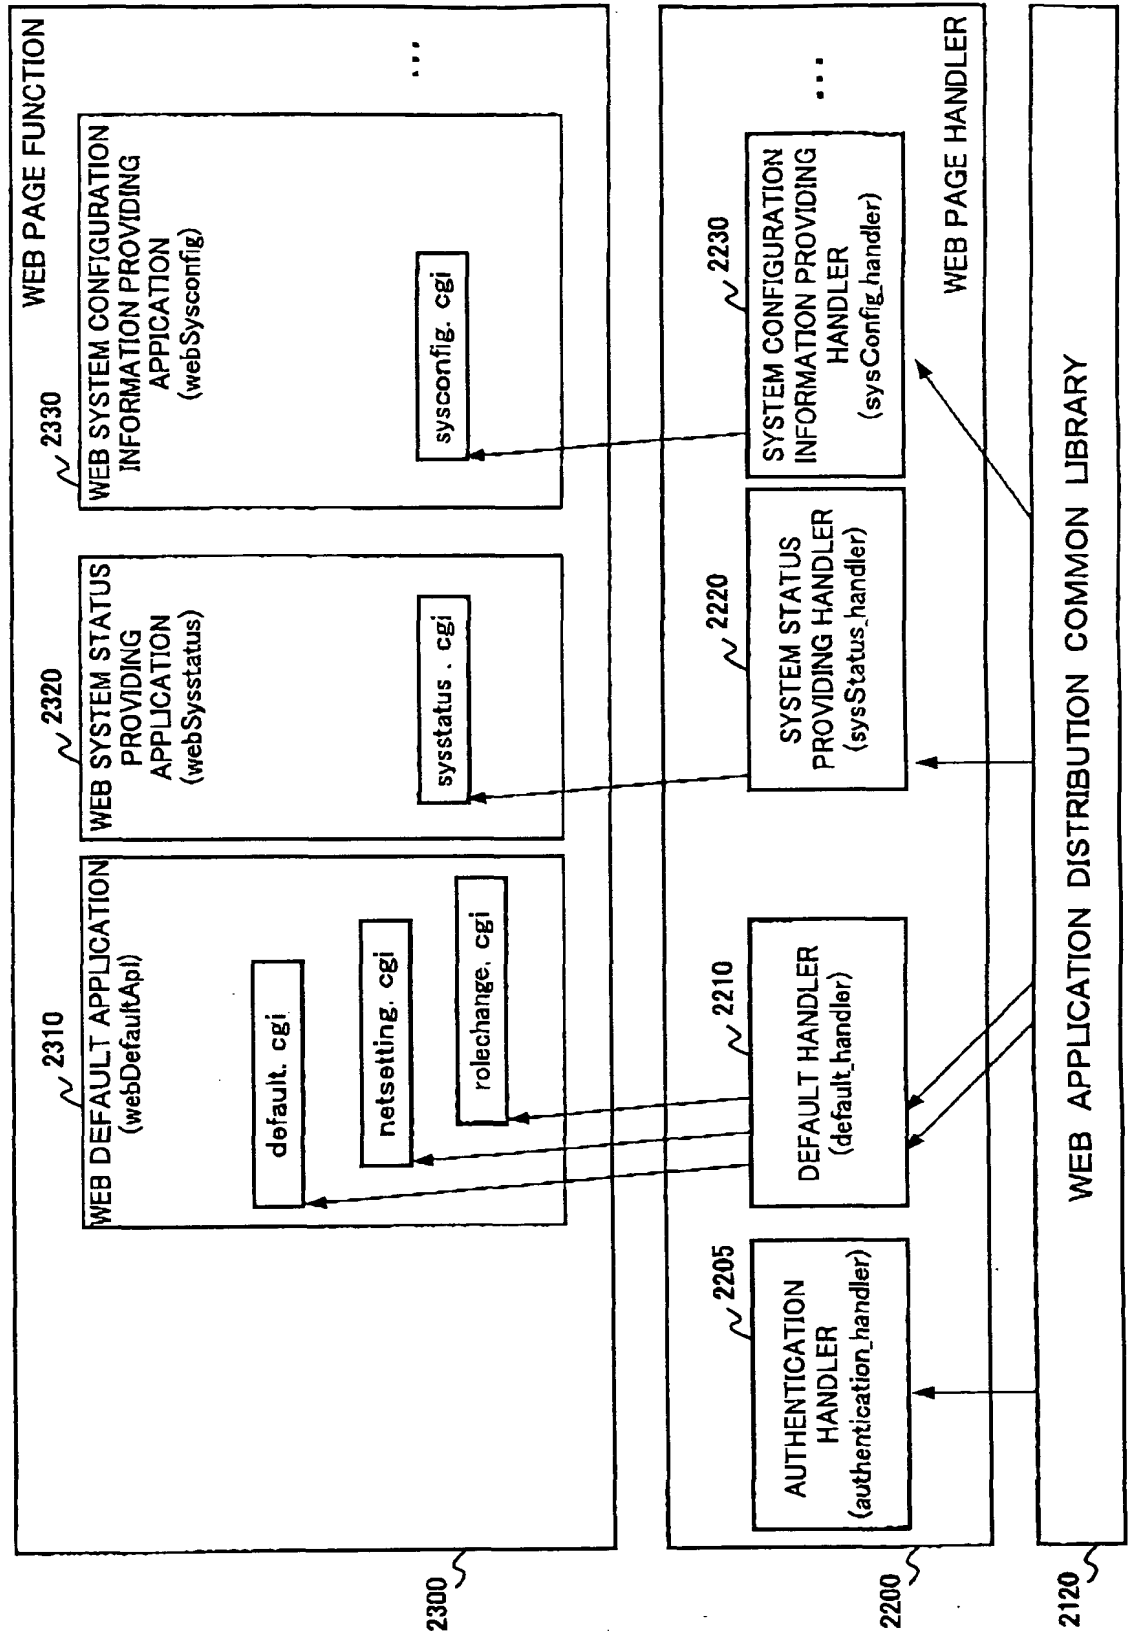 WEB PAGE FUNCTION
2300
2310
WEB DEFAULT APPLICATION
(webDefaultApl)
default. cgi
netsetting. cgi
rolechange. cgi
2320
WEB SYSTEM STATUS
PROVIDING
APPLICATION
(webSysstatus)
sysstatus . cgi
2330
WEB SYSTEM CONFIGURATION
INFORMATION PROVIDING
APPICATION
(webSysconfig)
sysconfig. cgi
...
2200
2205
AUTHENTICATION
HANDLER
(authentication_handler)
2210
DEFAULT HANDLER
(default_handler)
2220
SYSTEM STATUS
PROVIDING HANDLER
(sysStatus_handler)
2230
SYSTEM CONFIGURATION
INFORMATION PROVIDING
HANDLER
(sysConfig_handler)
...
WEB PAGE HANDLER
2120
WEB APPLICATION DISTRIBUTION COMMON LIBRARY